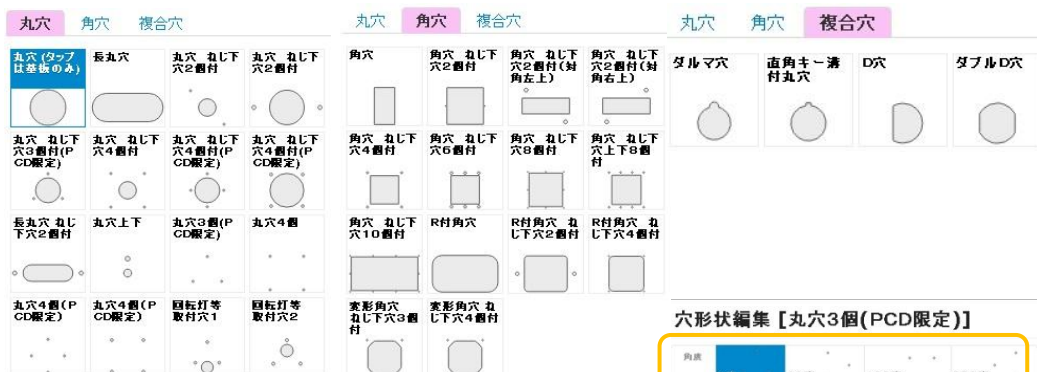 丸穴 角穴 複合穴
丸穴 (タップ
は基板のみ)
長丸穴
丸穴 ねじ下
穴2個付
丸穴 ねじ下
穴2個付
丸穴 ねじ下
穴3個付(P
CD限定)
丸穴 ねじ下
穴4個付
丸穴 ねじ下
穴4個付(P
CD限定)
丸穴 ねじ下
穴4個付(P
CD限定)
長丸穴 ねじ
下穴2個付
丸穴上下
丸穴3個(P
CD限定)
丸穴4個
丸穴4個(P
CD限定)
丸穴4個(P
CD限定)
回転灯等
取付穴1
回転灯等
取付穴2
丸穴 角穴 複合穴
角穴
角穴 ねじ下
穴2個付
角穴 ねじ下
穴2個付(対
角左上)
角穴 ねじ下
穴2個付(対
角右上)
角穴 ねじ下
穴4個付
角穴 ねじ下
穴6個付
角穴 ねじ下
穴8個付
角穴 ねじ下
穴上下8個
付
角穴 ねじ下
穴10個付
R付角穴
R付角穴 ね
じ下穴2個付
R付角穴 ね
じ下穴4個付
変形角穴
ねじ下穴3個
付
変形角穴 ね
じ下穴4個付
丸穴 角穴 複合穴
ダルマ穴
直角キー溝
付丸穴
D穴
ダブルD穴
穴形状編集 [丸穴3個(PCD限定)]
角度